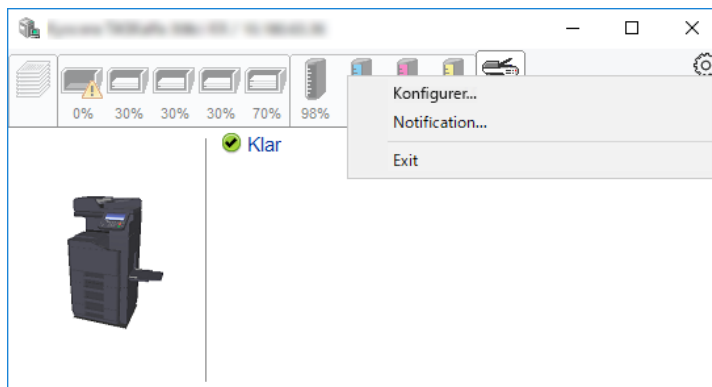 0% 30% 30% 30% 70% 98%
Konfigurer...
Notification...
Exit
Klar